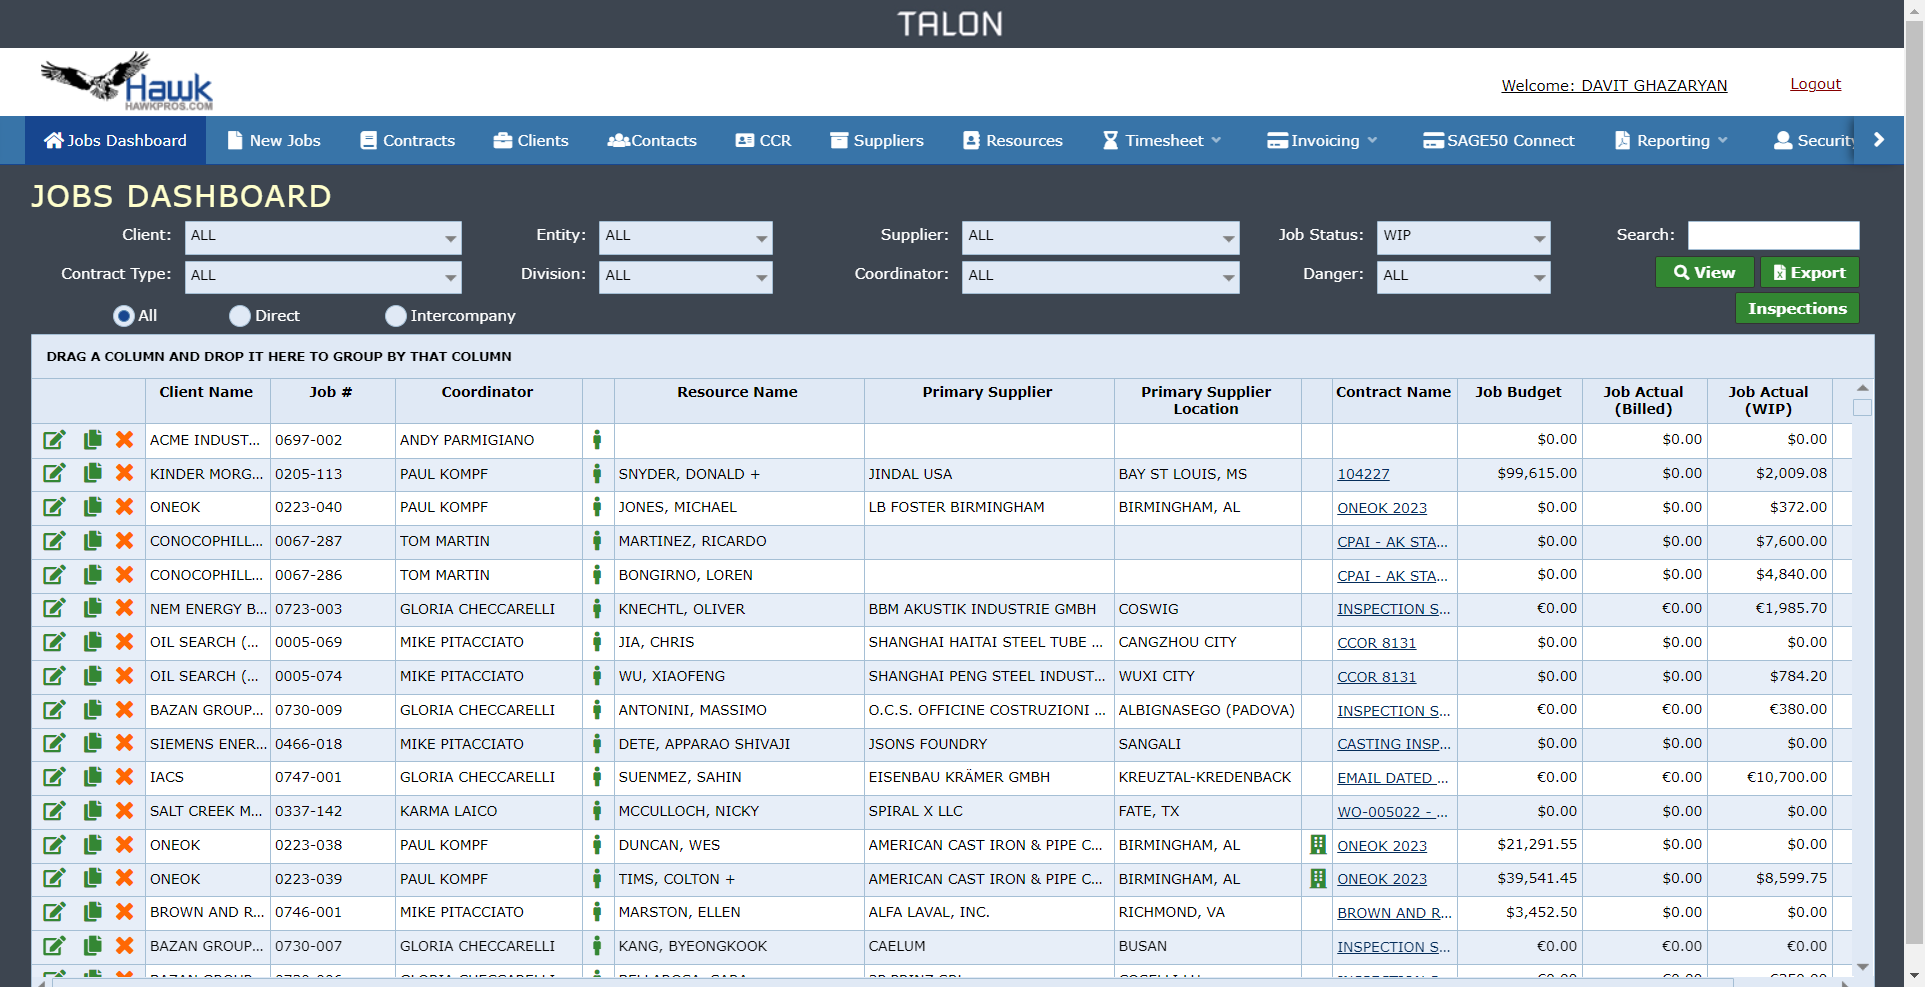 TALON
Hawk
HAWKPROS.COM
Welcome: DAVIT GHAZARYAN Logout
Jobs Dashboard New Jobs Contracts Clients Contacts CCR Suppliers Resources Timesheet Invoicing SAGE50 Connect Reporting Security
JOBS DASHBOARD
Client: ALL Entity: ALL Supplier: ALL Job Status: WIP Search:
Contract Type: ALL Division: ALL Coordinator: ALL Danger: ALL View Export
All Direct Intercompany Inspections
DRAG A COLUMN AND DROP IT HERE TO GROUP BY THAT COLUMN
Client Name Job # Coordinator Resource Name Primary Supplier Primary Supplier Location Contract Name Job Budget Job Actual (Billed) Job Actual (WIP)
ACME INDUST... 0697-002 ANDY PARMIGIANO $0.00 $0.00 $0.00
KINDER MORG... 0205-113 PAUL KOMPF SNYDER, DONALD + JINDAL USA BAY ST LOUIS, MS 104227 $99,615.00 $0.00 $2,009.08
ONEOK 0223-040 PAUL KOMPF JONES, MICHAEL LB FOSTER BIRMINGHAM BIRMINGHAM, AL ONEOK 2023 $0.00 $0.00 $372.00
CONOCOPHILL... 0067-287 TOM MARTIN MARTINEZ, RICARDO CPAI - AK STA... $0.00 $0.00 $7,600.00
CONOCOPHILL... 0067-286 TOM MARTIN BONGIRNO, LOREN CPAI - AK STA... $0.00 $0.00 $4,840.00
NEM ENERGY B... 0723-003 GLORIA CHECCARELLI KNECHTL, OLIVER BBM AKUSTIK INDUSTRIE GMBH COSWIG INSPECTION S... €0.00 €0.00 €1,985.70
OIL SEARCH (... 0005-069 MIKE PITACCIATO JIA, CHRIS SHANGHAI HAITAI STEEL TUBE ... CANGZHOU CITY CCOR 8131 $0.00 $0.00 $0.00
OIL SEARCH (... 0005-074 MIKE PITACCIATO WU, XIAOFENG SHANGHAI PENG STEEL INDUST... WUXI CITY CCOR 8131 $0.00 $0.00 $784.20
BAZAN GROUP... 0730-009 GLORIA CHECCARELLI ANTONINI, MASSIMO O.C.S. OFFICINE COSTRUZIONI ... ALBIGNASEGO (PADOVA) INSPECTION S... €0.00 €0.00 €380.00
SIEMENS ENER... 0466-018 MIKE PITACCIATO DETE, APPARAO SHIVAJI JSONS FOUNDRY SANGALI CASTING INSP... $0.00 $0.00 $0.00
IACS 0747-001 GLORIA CHECCARELLI SUENMEZ, SAHIN EISENBAU KRÄMER GMBH KREUZTAL-KREDENBACK EMAIL DATED ... €0.00 €0.00 €10,700.00
SALT CREEK M... 0337-142 KARMA LAICO MCCULLOCH, NICKY SPIRAL X LLC FATE, TX WO-005022 - ... $0.00 $0.00 $0.00
ONEOK 0223-038 PAUL KOMPF DUNCAN, WES AMERICAN CAST IRON & PIPE C... BIRMINGHAM, AL ONEOK 2023 $21,291.55 $0.00 $0.00
ONEOK 0223-039 PAUL KOMPF TIMS, COLTON + AMERICAN CAST IRON & PIPE C... BIRMINGHAM, AL ONEOK 2023 $39,541.45 $0.00 $8,599.75
BROWN AND R... 0746-001 MIKE PITACCIATO MARSTON, ELLEN ALFA LAVAL, INC. RICHMOND, VA BROWN AND R... $3,452.50 $0.00 $0.00
BAZAN GROUP... 0730-007 GLORIA CHECCARELLI KANG, BYEONGKOOK CAELUM BUSAN INSPECTION S... €0.00 €0.00 €0.00